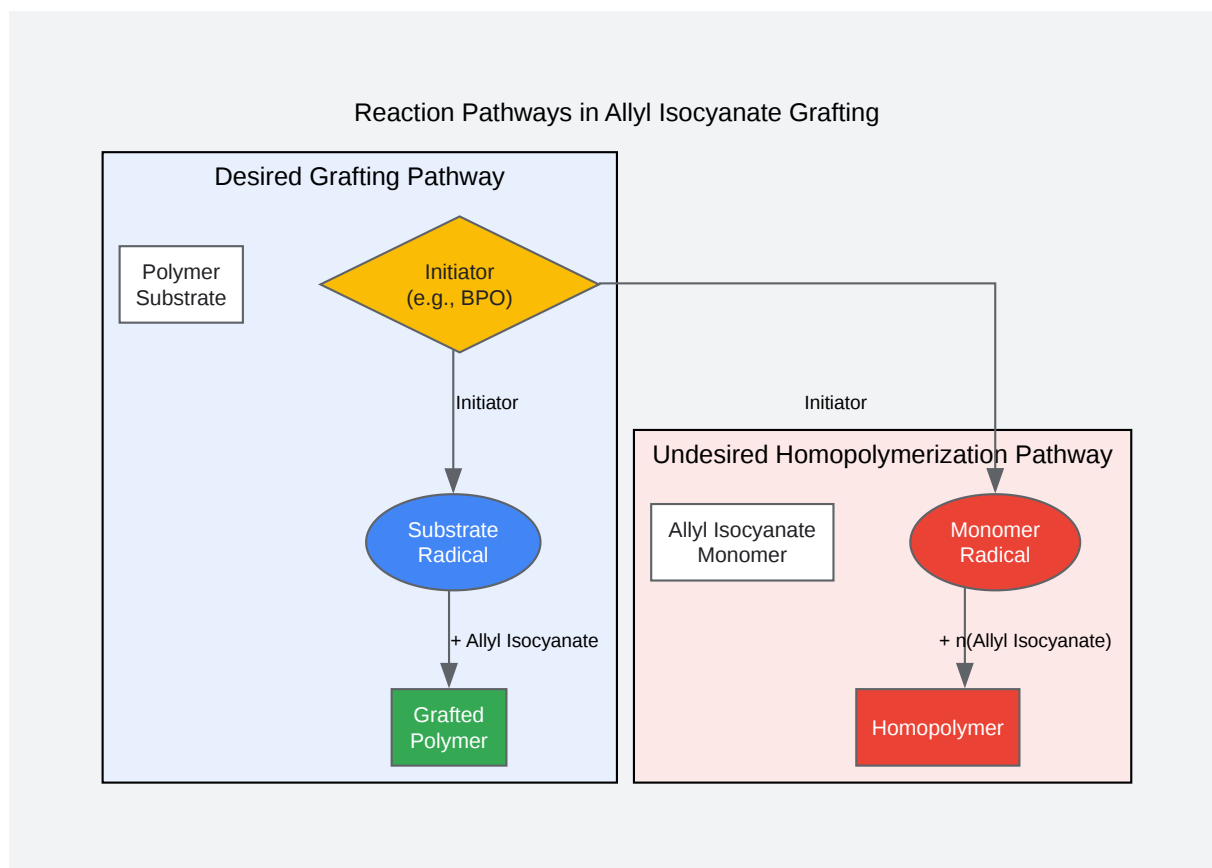 Reaction Pathways in Allyl Isocyanate Grafting
Desired Grafting Pathway
Polymer
Substrate
Initiator
(e.g., BPO)
Initiator
Substrate
Radical
+ Allyl Isocyanate
Grafted
Polymer
Initiator
Undesired Homopolymerization Pathway
Allyl Isocyanate
Monomer
Monomer
Radical
+ n(Allyl Isocyanate)
Homopolymer